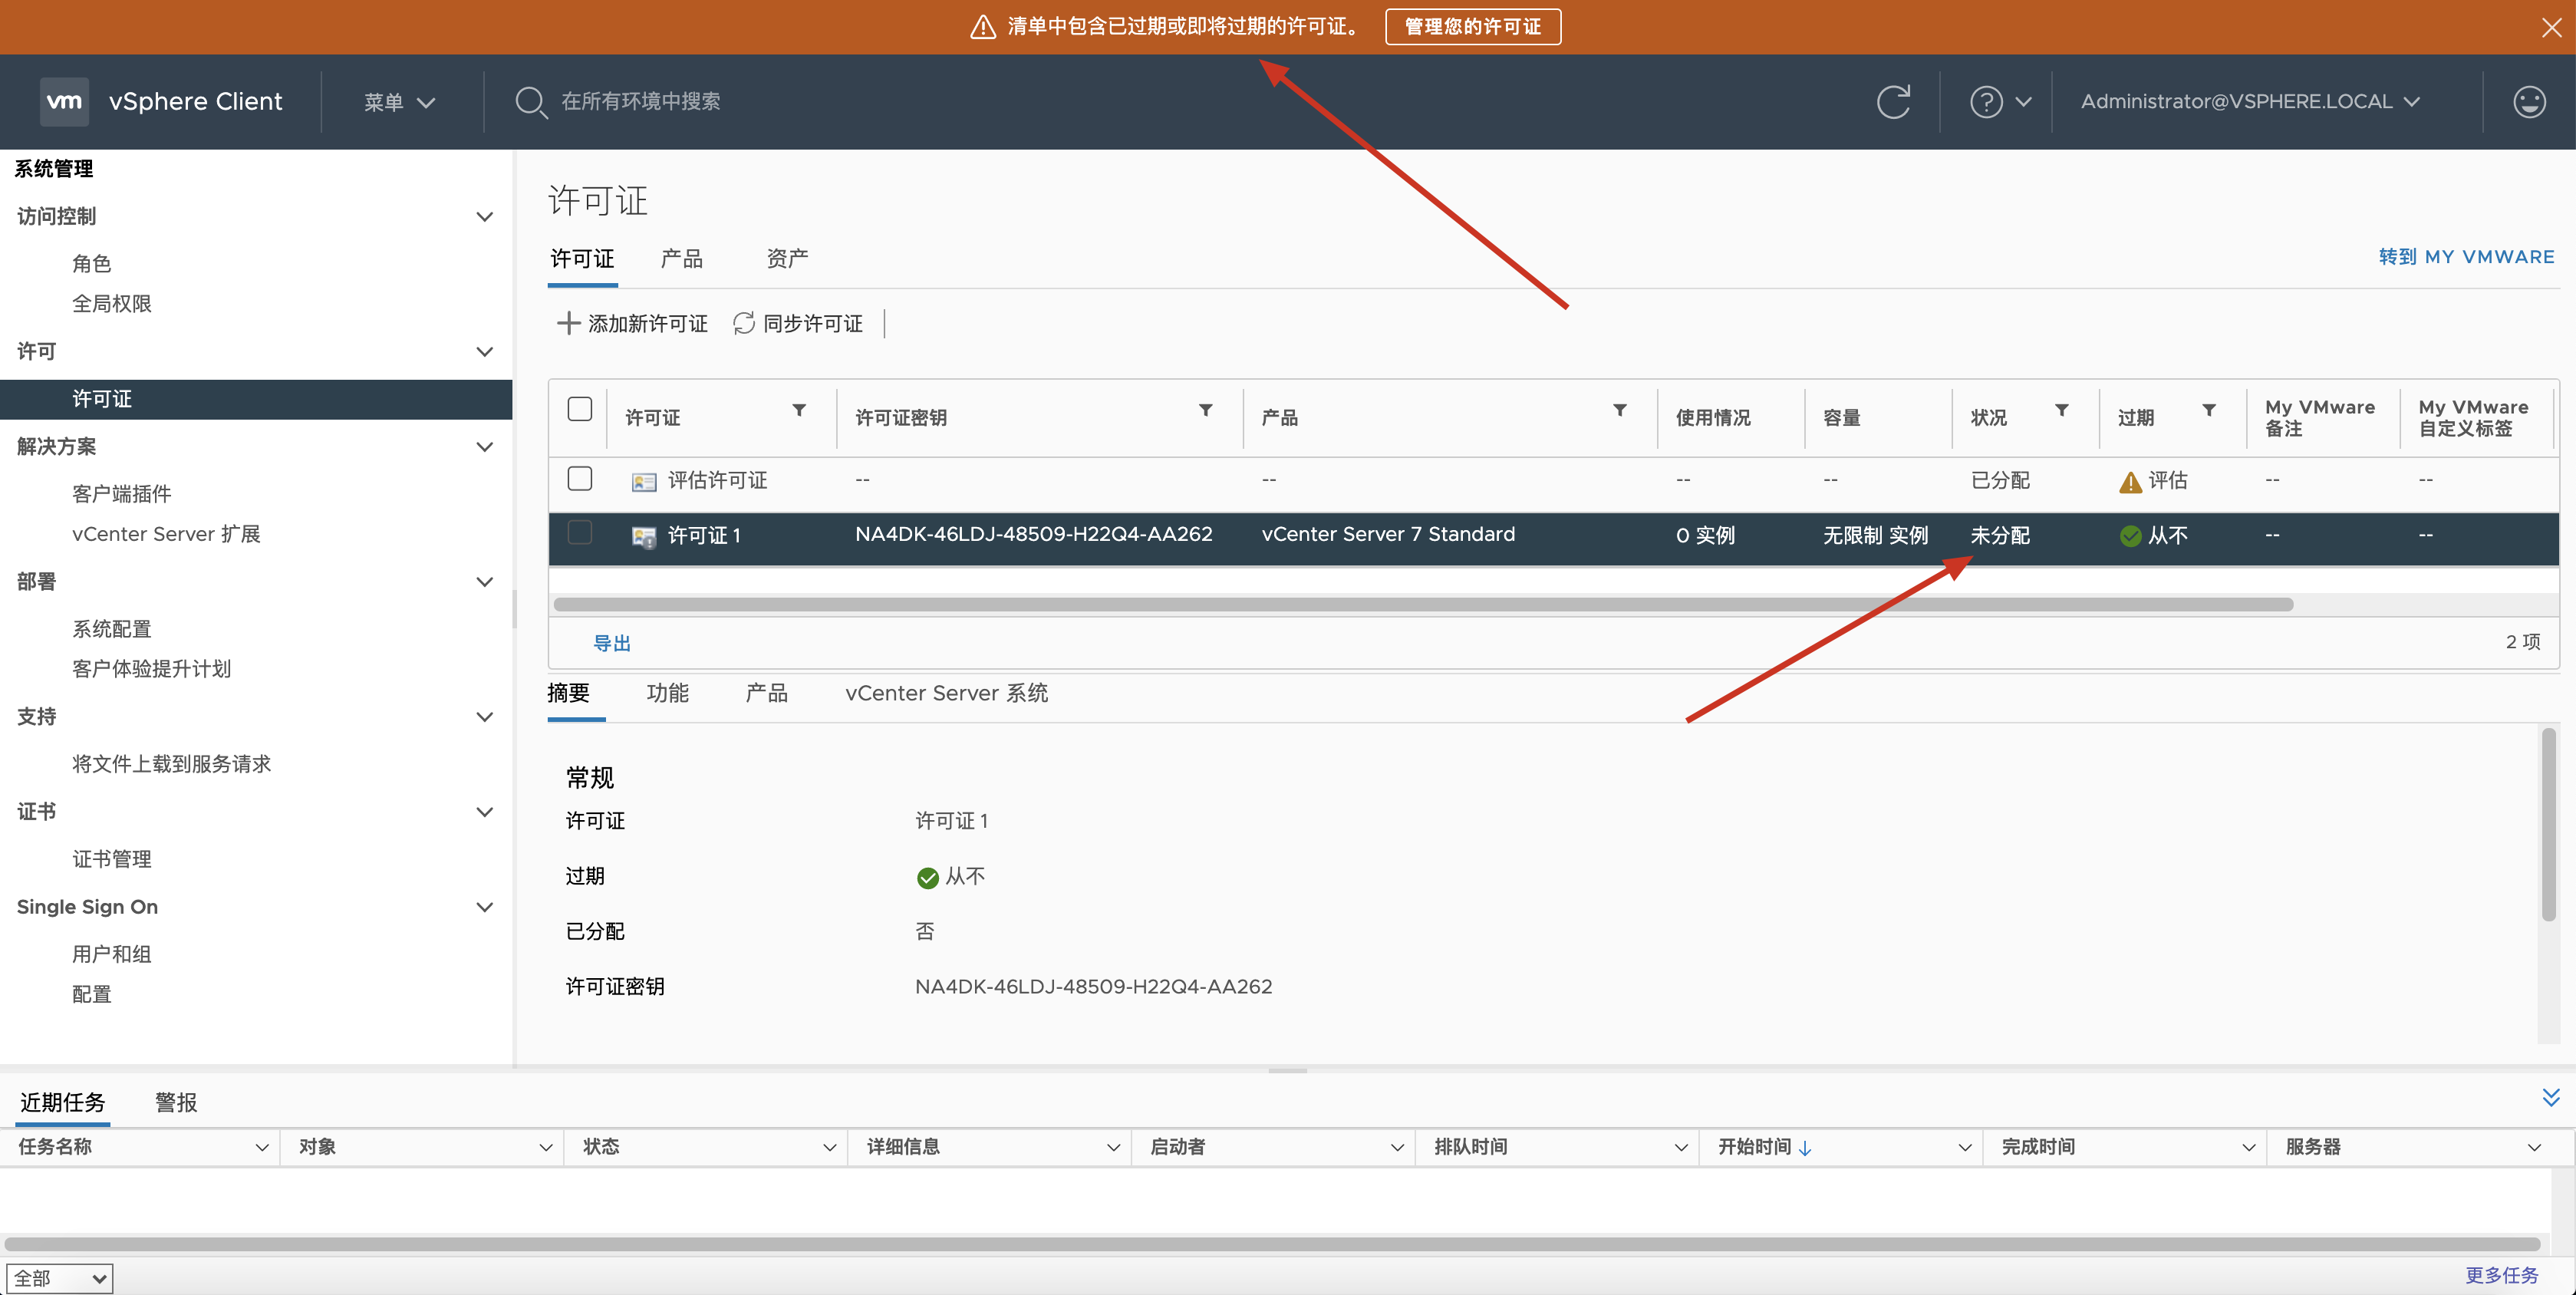 清单中包含已过期或即将过期的许可证。 管理您的许可证
vm vSphere Client 菜单 在所有环境中搜索 Administrator@VSPHERE.LOCAL
系统管理
访问控制
角色
全局权限
许可
许可证
解决方案
客户端插件
vCenter Server 扩展
部署
系统配置
客户体验提升计划
支持
将文件上载到服务请求
证书
证书管理
Single Sign On
用户和组
配置
许可证
许可证 产品 资产 转到 MY VMWARE
添加新许可证 同步许可证
许可证 许可证密钥 产品 使用情况 容量 状况 过期 My VMware 备注 My VMware 自定义标签
评估许可证 -- -- -- -- 已分配 评估 -- --
许可证 1 NA4DK-46LDJ-48509-H22Q4-AA262 vCenter Server 7 Standard 0 实例 无限制 实例 未分配 从不 -- --
导出 2 项
摘要 功能 产品 vCenter Server 系统
常规
许可证 许可证 1
过期 从不
已分配 否
许可证密钥 NA4DK-46LDJ-48509-H22Q4-AA262
近期任务 警报
任务名称 对象 状态 详细信息 启动者 排队时间 开始时间 ↓ 完成时间 服务器
全部 更多任务